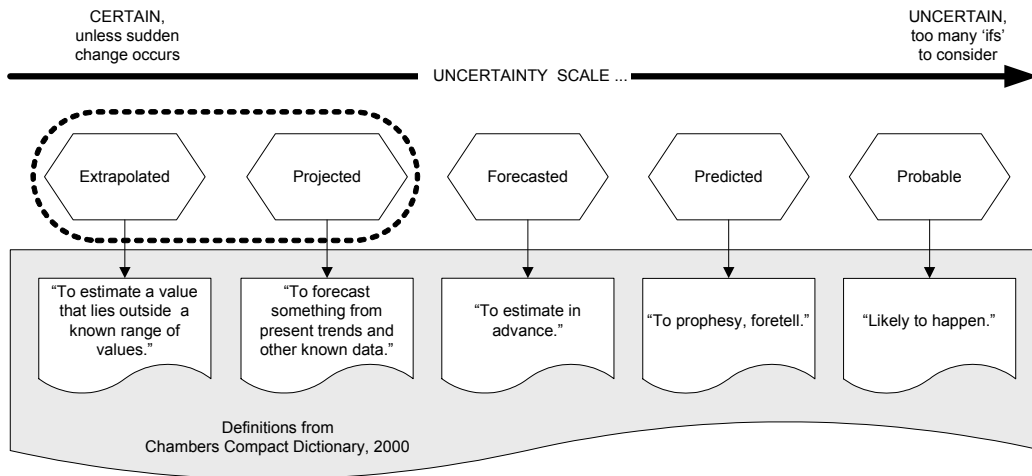 CERTAIN,
unless sudden
change occurs
UNCERTAIN,
too many ‘ifs’
to consider
UNCERTAINTY SCALE ...
Extrapolated
Projected
Forecasted
Predicted
Probable
“To estimate a value
that lies outside a
known range of
values.”
“To forecast
something from
present trends and
other known data.”
“To estimate in
advance.”
“To prophesy, foretell.”
“Likely to happen.”
Definitions from
Chambers Compact Dictionary, 2000